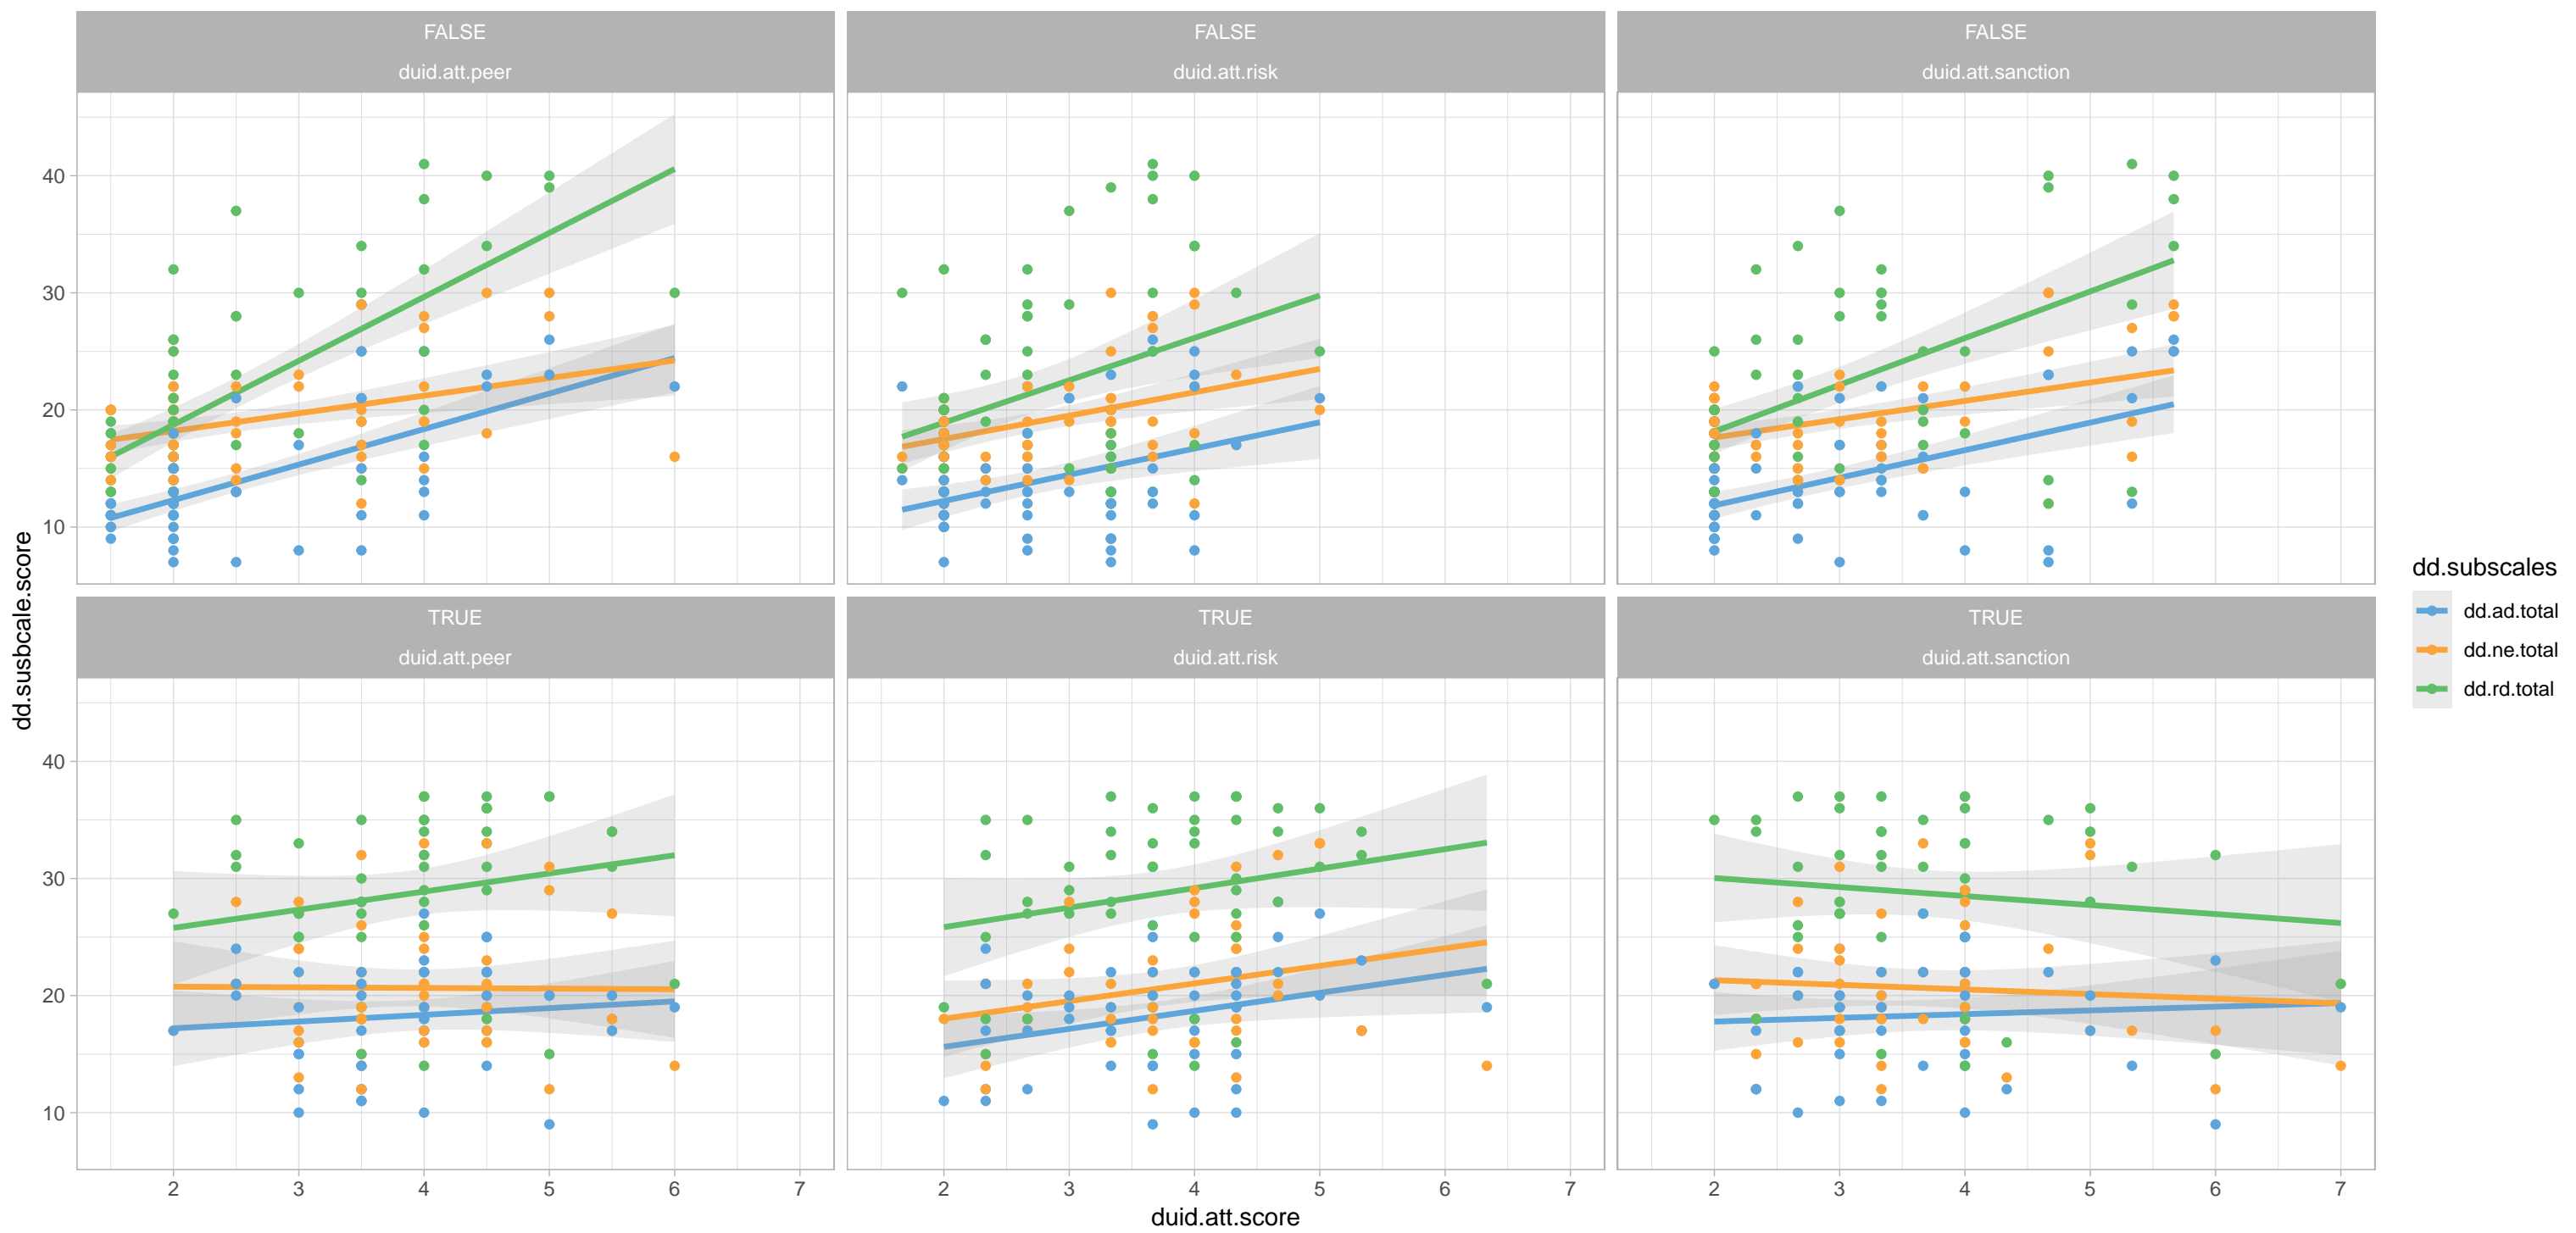 FALSE
duid.att.peer
FALSE
duid.att.risk
FALSE
duid.att.sanction
40
30
20
10
TRUE
duid.att.peer
TRUE
duid.att.risk
TRUE
duid.att.sanction
40
30
20
10
2 3 4 5 6 7
2 3 4 5 6 7
2 3 4 5 6 7
duid.att.score
dd.susbcale.score
dd.subscales
dd.ad.total
dd.ne.total
dd.rd.total